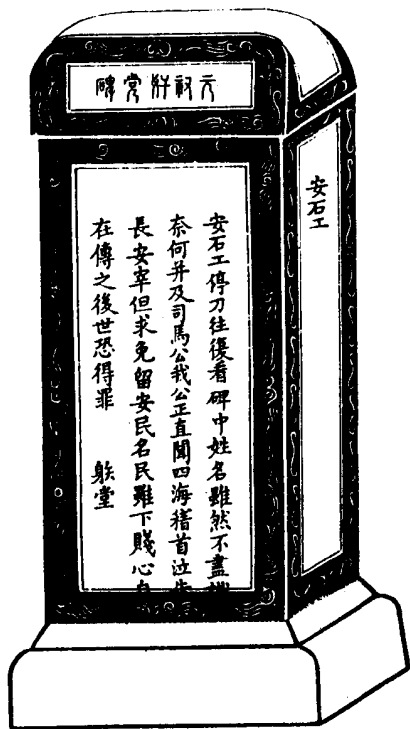 元祐奸党碑
安石工停刀往復看碑中姓名雖然不盡
奈何并及司馬公我公正直聞四海稽首泣
長安宰但求免留安民名民雖下賤心
在傳之後世恐得罪 堂
安石工